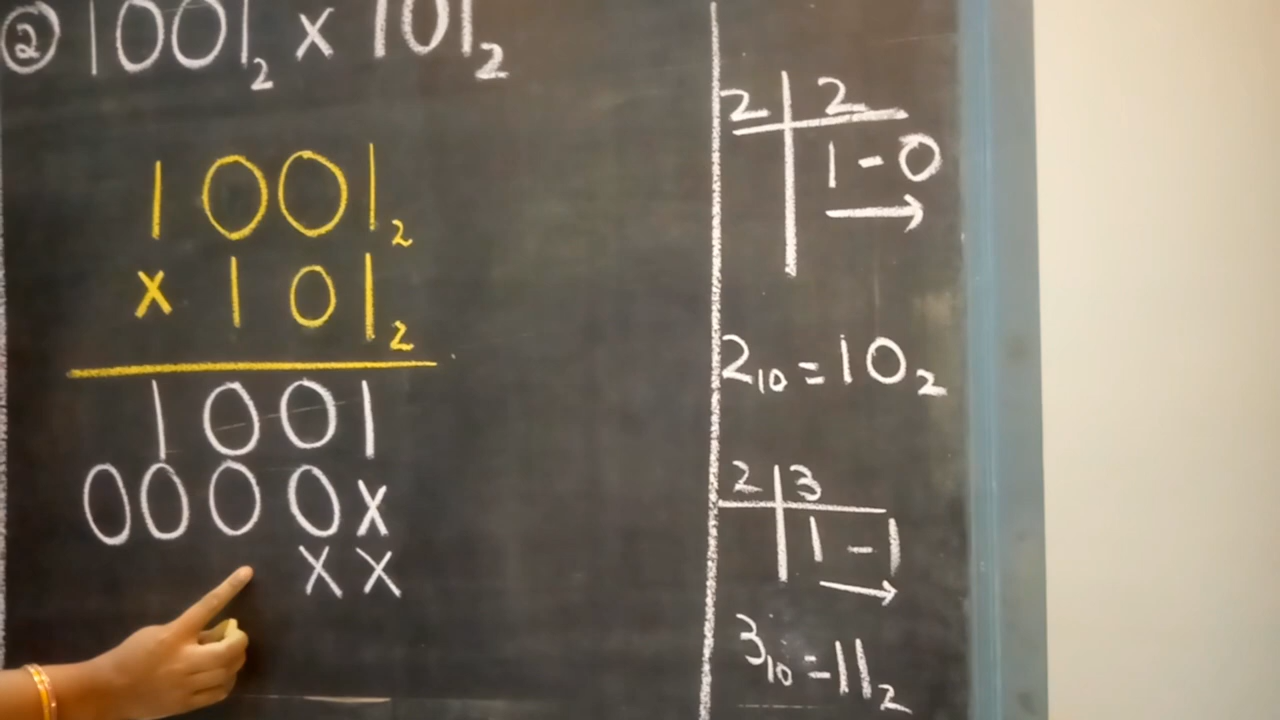 ② 1001₂ x 101₂
1001₂
x 101₂
1001
0000x
xx
2 2
1 - 0
2₁₀ = 10₂
2 3
1 - 1
3₁₀ = 11₂